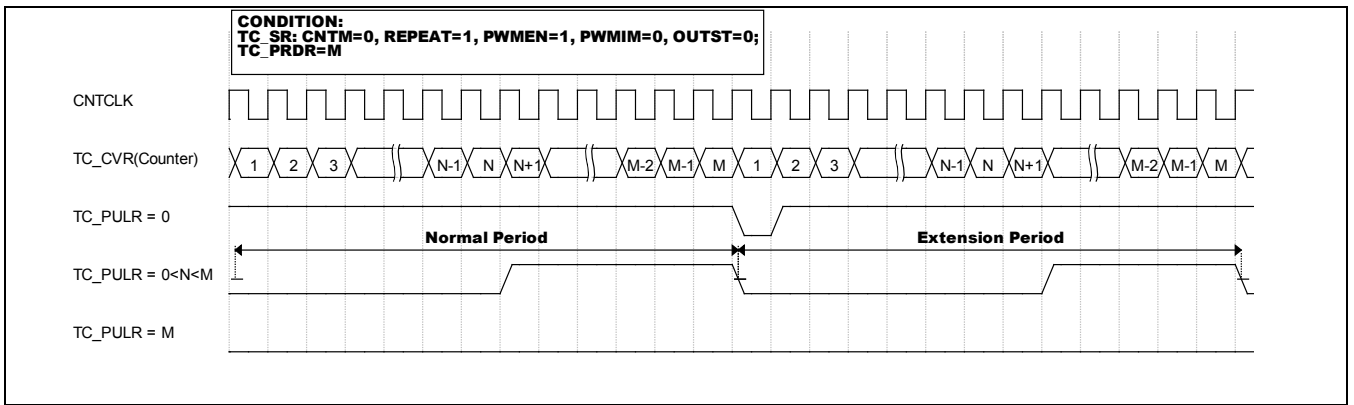 CONDITION:
TC_SR: CNTM=0, REPEAT=1, PWMEN=1, PWMIM=0, OUTST=0;
TC_PRDR=M
CNTCLK
TC_CVR(Counter) 1 2 3 N-1 N N+1 M-2 M-1 M 1 2 3 N-1 N N+1 M-2 M-1 M
TC_PULR = 0
Normal Period Extension Period
TC_PULR = 0<N<M
TC_PULR = M